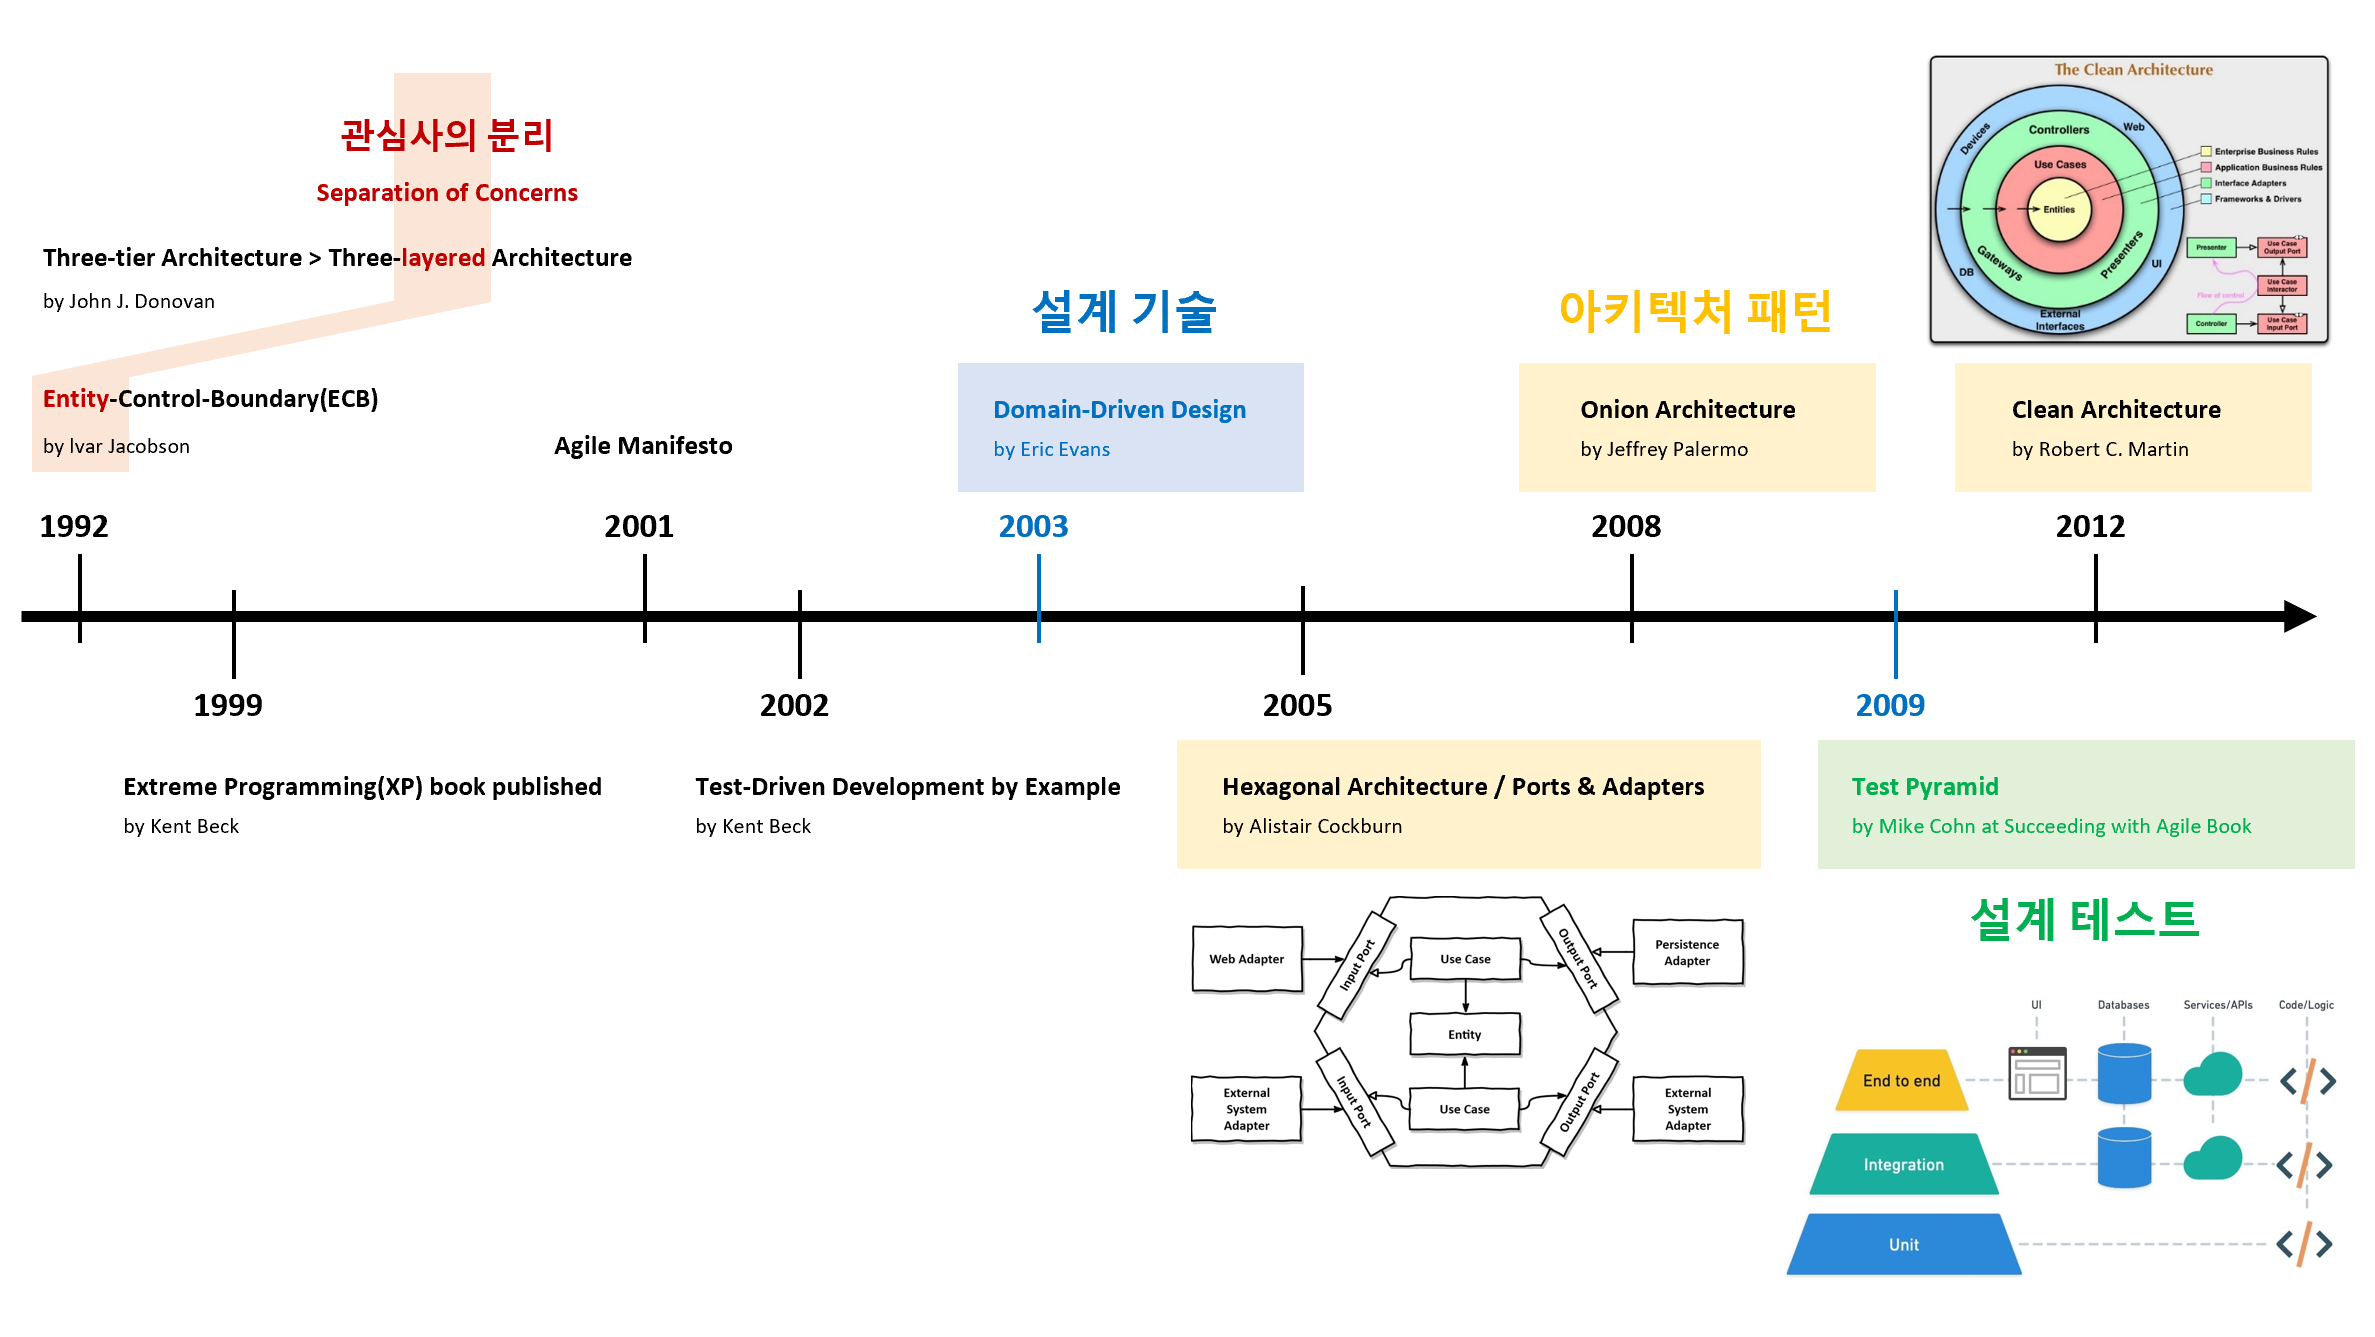 관심사의 분리
Separation of Concerns
Three-tier Architecture > Three-layered Architecture
by John J. Donovan
Entity-Control-Boundary(ECB)
by Ivar Jacobson
Agile Manifesto
설계 기술
Domain-Driven Design
by Eric Evans
아키텍처 패턴
Onion Architecture
by Jeffrey Palermo
The Clean Architecture
Devices
Controllers
Web
Use Cases
Entities
Gateways
Presenters
DB
UI
External
Interfaces
Enterprise Business Rules
Application Business Rules
Interface Adapters
Frameworks & Drivers
Presenter
Use Case
Output Port
Use Case
Interactor
Flow of control
Controller
Use Case
Input Port
Clean Architecture
by Robert C. Martin
1992
2001
2003
2008
2012
1999
2002
2005
2009
Extreme Programming(XP) book published
by Kent Beck
Test-Driven Development by Example
by Kent Beck
Hexagonal Architecture / Ports & Adapters
by Alistair Cockburn
Test Pyramid
by Mike Cohn at Succeeding with Agile Book
설계 테스트
Web Adapter
Input Port
Use Case
Output Port
Persistence
Adapter
Entity
External
System
Adapter
Input Port
Use Case
Output Port
External
System
Adapter
UI
Databases
Services/APIs
Code/Logic
End to end
Integration
Unit